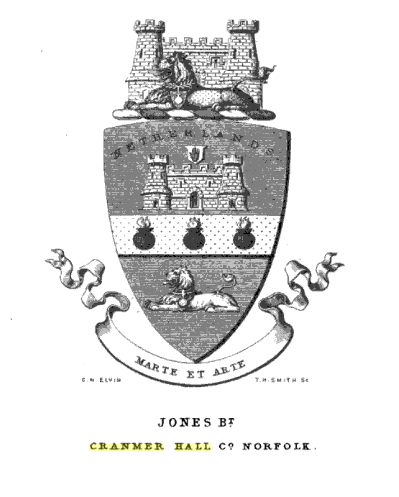 NETHERLANDS.
MARTE ET ARTE
C. N. ELVIN
T. H. SMITH Sc
JONES BT.
CRANMER HALL CO. NORFOLK.